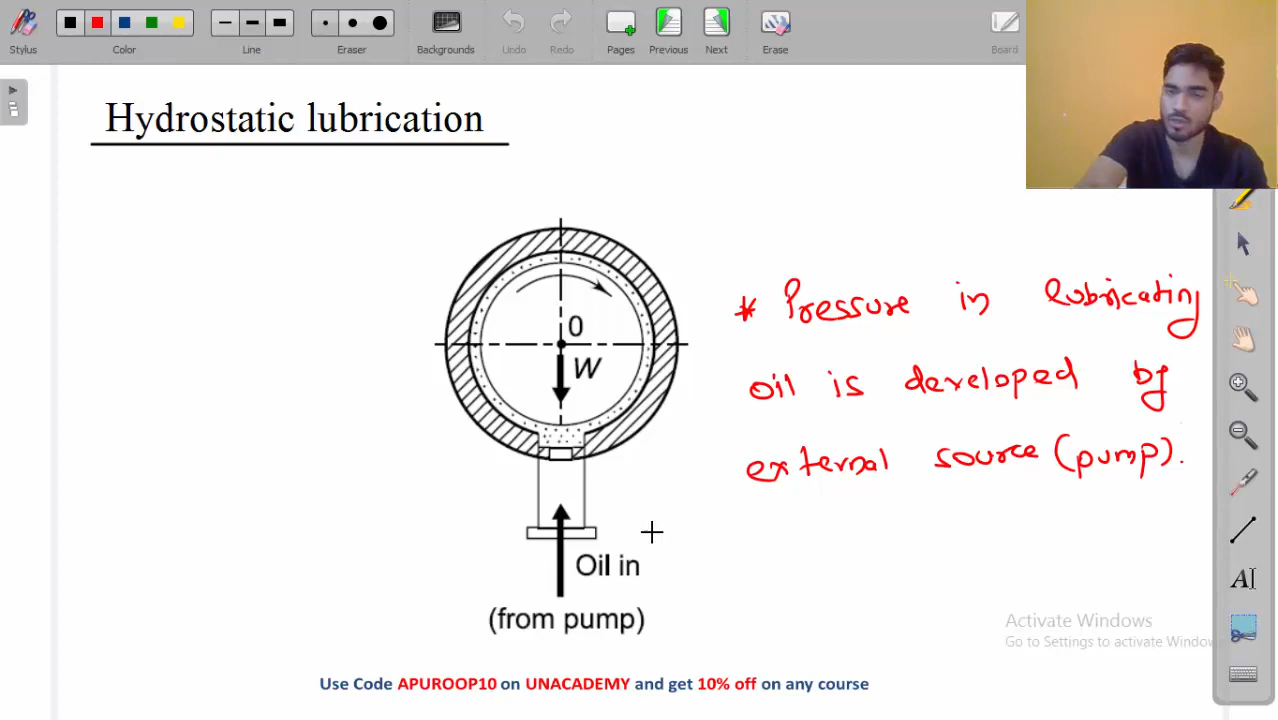 Stylus
Color
Line
Eraser
Backgrounds
Undo
Redo
Pages
Previous
Next
Erase
Board
Hydrostatic lubrication
0
W
* Pressure in lubricating
oil is developed by
external source (pump).
Oil in
(from pump)
A
Activate Windows
Go to Settings to activate Window
Use Code APUROOP10 on UNACADEMY and get 10% off on any course